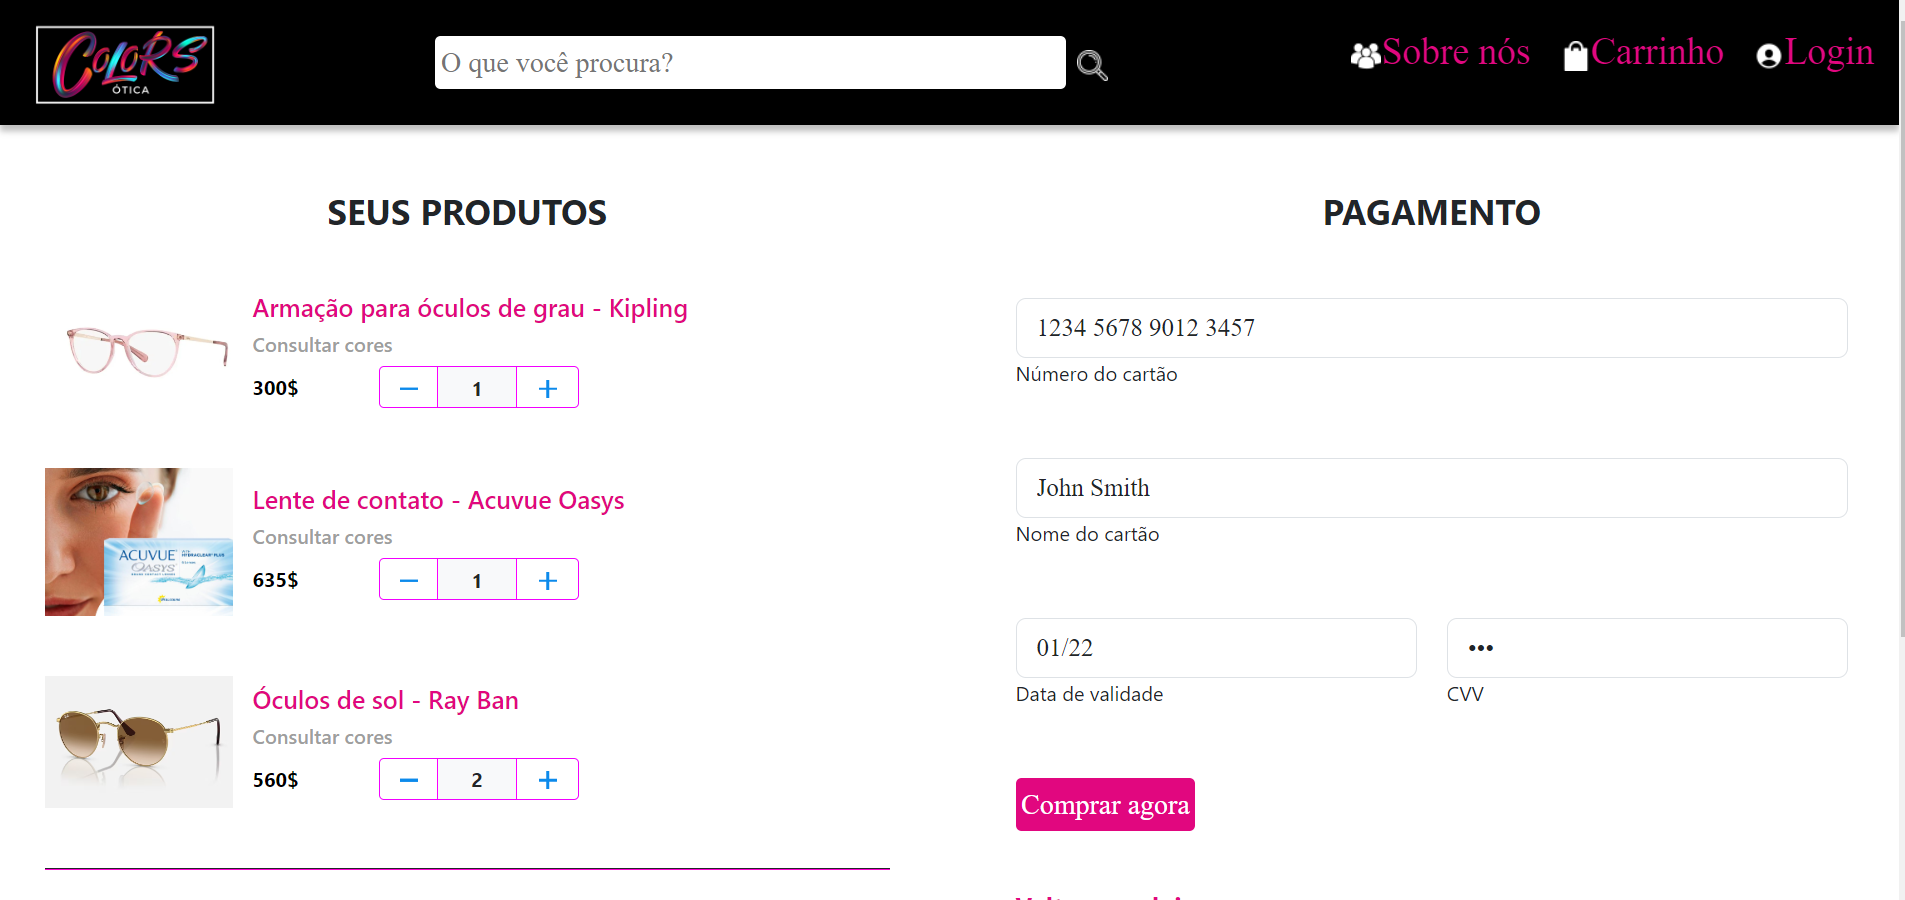 COLORS
ÓTICA
O que você procura?
Sobre nós
Carrinho
Login
SEUS PRODUTOS
Armação para óculos de grau - Kipling
Consultar cores
300$
1
Lente de contato - Acuvue Oasys
Consultar cores
635$
1
ACUVUE
OASYS
Óculos de sol - Ray Ban
Consultar cores
560$
2
PAGAMENTO
1234 5678 9012 3457
Número do cartão
John Smith
Nome do cartão
01/22
Data de validade
•••
CVV
Comprar agora